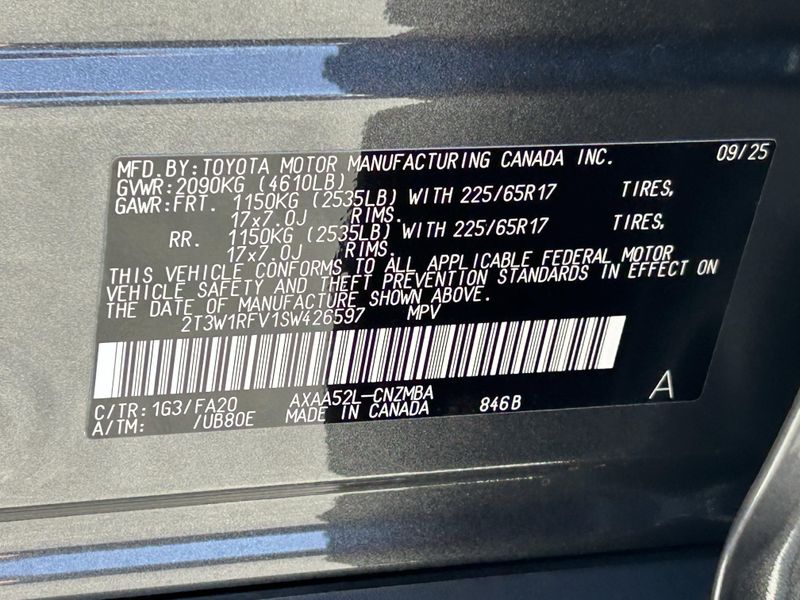 MFD.BY:TOYOTA MOTOR MANUFACTURING CANADA INC. 09/25
GVWR:2090KG (4610LB)
GAWR:FRT. 1150KG (2535LB) WITH 225/65R17 TIRES,
17x7.0J RIMS.
RR. 1150KG (2535LB) WITH 225/65R17 TIRES,
17x7.0J RIMS.
THIS VEHICLE CONFORMS TO ALL APPLICABLE FEDERAL MOTOR
VEHICLE SAFETY AND THEFT PREVENTION STANDARDS IN EFFECT ON
THE DATE OF MANUFACTURE SHOWN ABOVE.
2T3W1RFV1SW426597 MPV
C/TR: 1G3/FA20 AXAA52L-CNZMBA 846B A
A/TM: /UB80E MADE IN CANADA